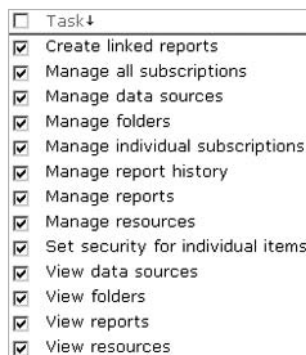 Task↓
Create linked reports
Manage all subscriptions
Manage data sources
Manage folders
Manage individual subscriptions
Manage report history
Manage reports
Manage resources
Set security for individual items
View data sources
View folders
View reports
View resources